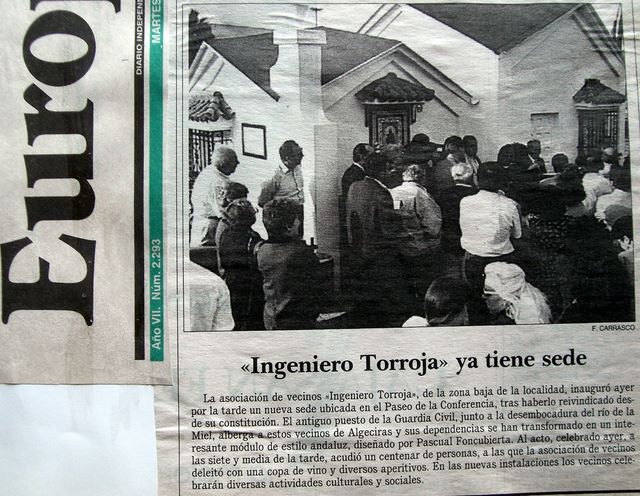 Euro
DIARIO INDEPEN
MARTES
Año VII. Núm. 2.293
F. CARRASCO
«Ingeniero Torroja» ya tiene sede
La asociación de vecinos «Ingeniero Torroja», de la zona baja de la localidad, inauguró ayer
por la tarde un nueva sede ubicada en el Paseo de la Conferencia, tras haberlo reivindicado des-
de su constitución. El antiguo puesto de la Guardia Civil, junto a la desembocadura del río de la
Miel, alberga a estos vecinos de Algeciras y sus dependencias se han transformado en un inte-
resante módulo de estilo andaluz, diseñado por Pascual Foncubierta. Al acto, celebrado ayer, a
las siete y media de la tarde, acudió un centenar de personas, a las que la asociación de vecinos
deleitó con una copa de vino y diversos aperitivos. En las nuevas instalaciones los vecinos cele-
brarán diversas actividades culturales y sociales.